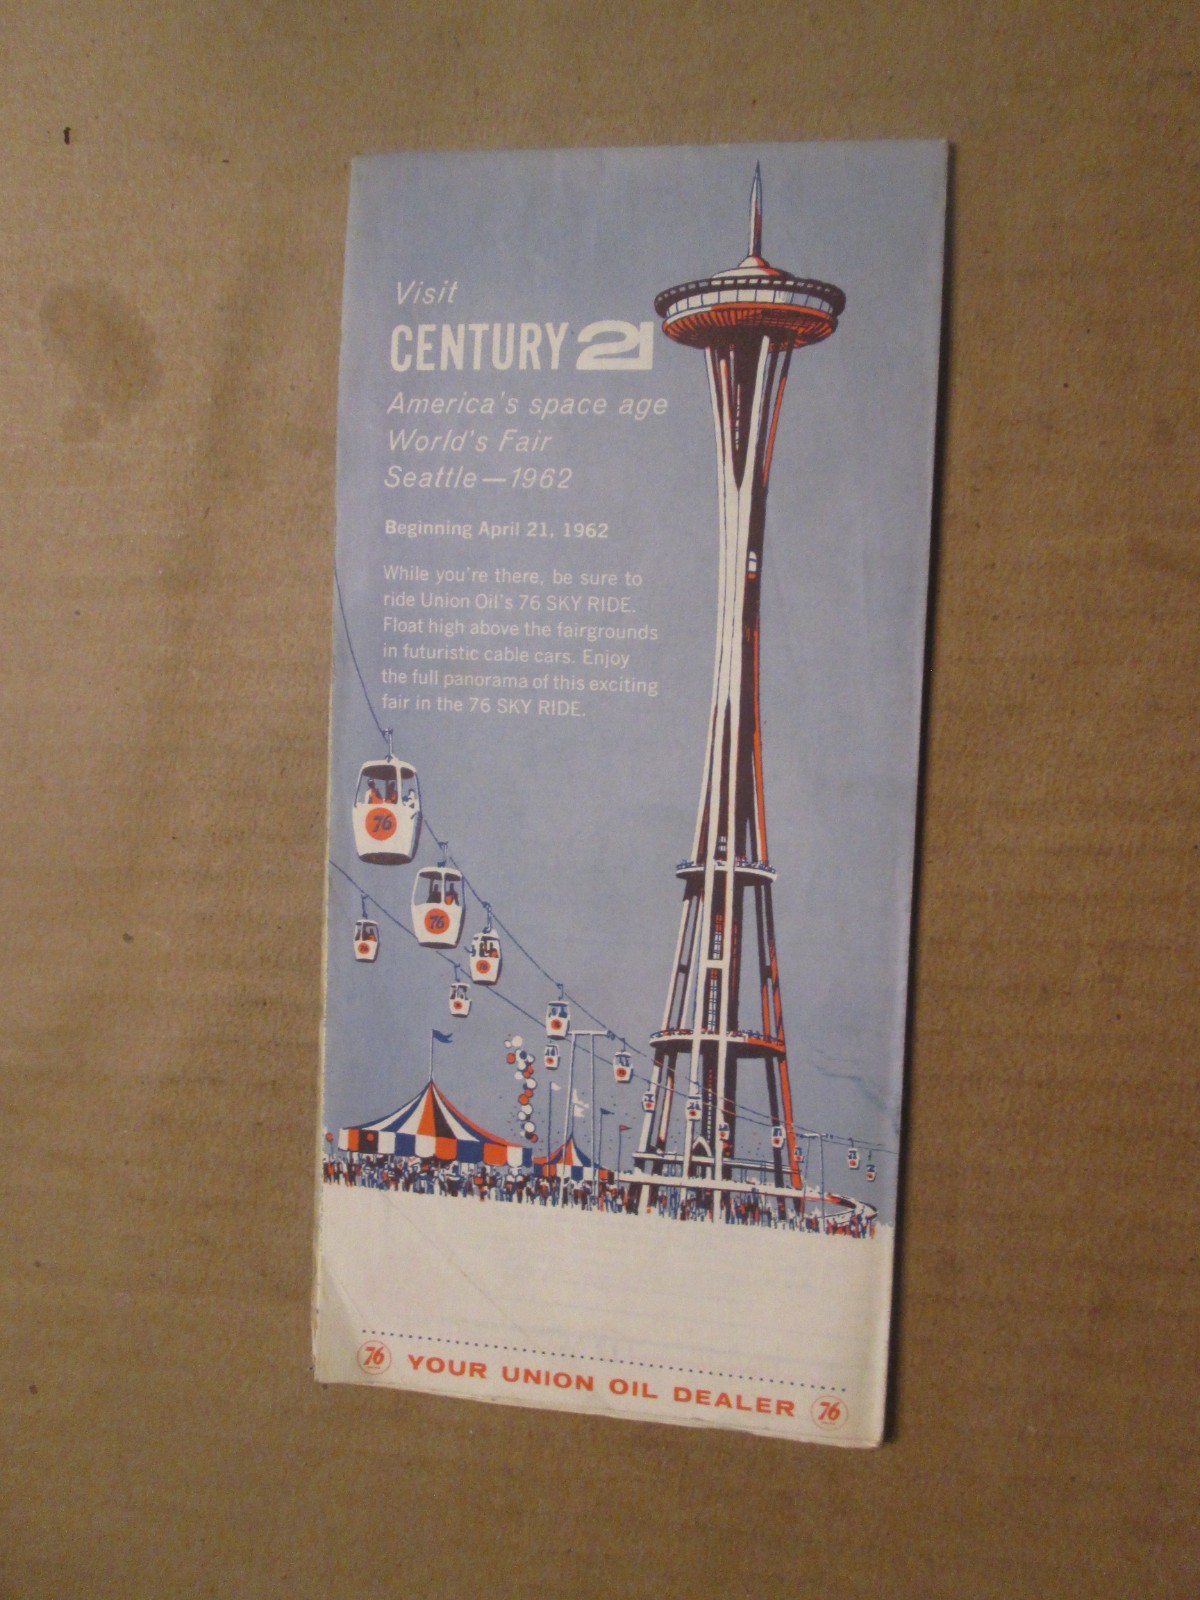 Visit
CENTURY 21
America's space age
World's Fair
Seattle—1962
Beginning April 21, 1962
While you're there, be sure to
ride Union Oil's 76 SKY RIDE.
Float high above the fairgrounds
in futuristic cable cars. Enjoy
the full panorama of this exciting
fair in the 76 SKY RIDE.
76
76
76
76 YOUR UNION OIL DEALER 76